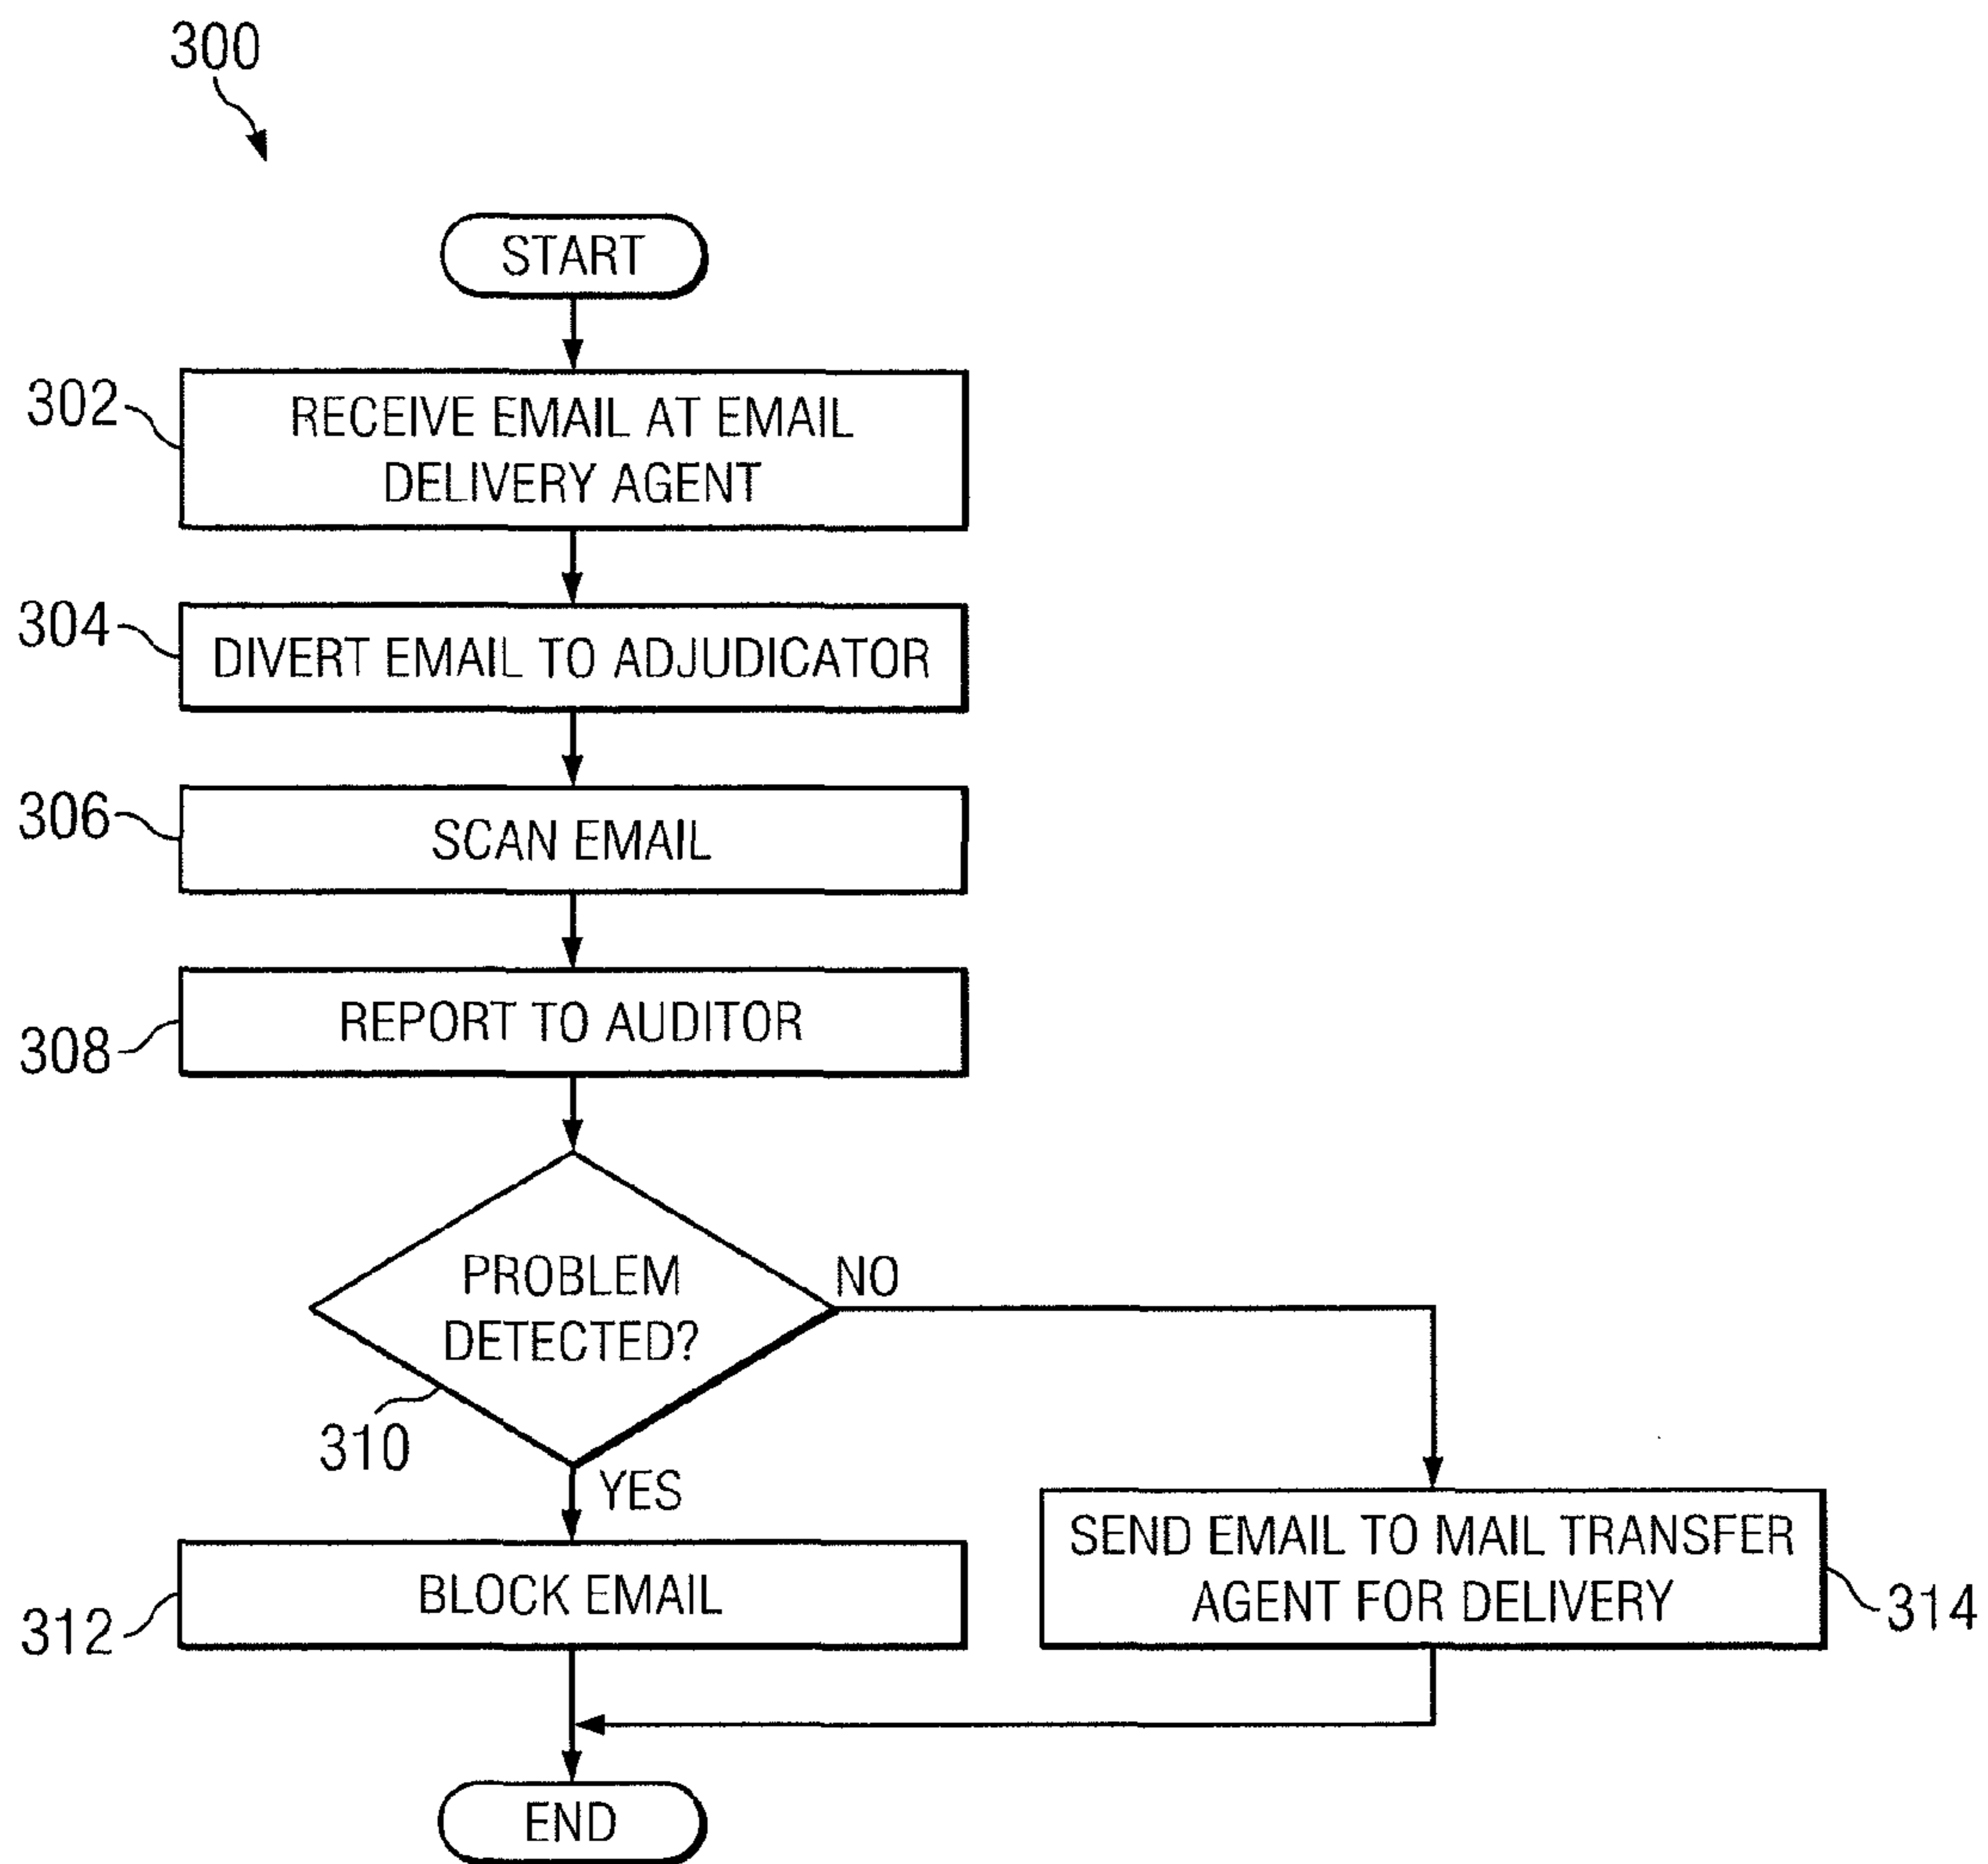 300
START
302
RECEIVE EMAIL AT EMAIL
DELIVERY AGENT
304
DIVERT EMAIL TO ADJUDICATOR
306
SCAN EMAIL
308
REPORT TO AUDITOR
PROBLEM
DETECTED?
NO
310
YES
312
BLOCK EMAIL
SEND EMAIL TO MAIL TRANSFER
AGENT FOR DELIVERY
314
END